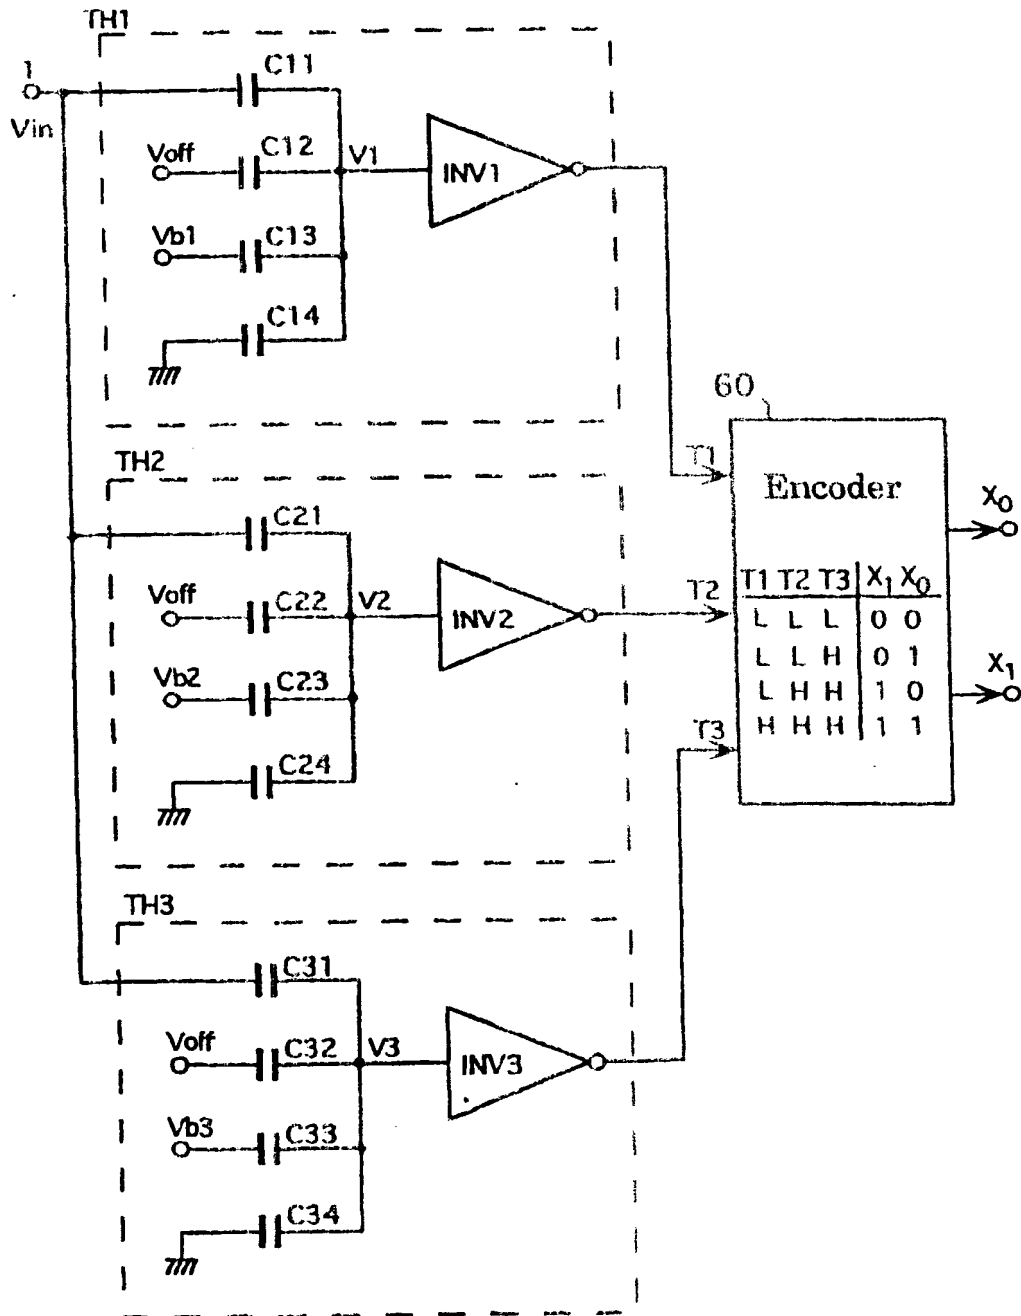 TH1
1
Vin
C11
Voff
C12
V1
INV1
Vb1
C13
C14
TH2
C21
Voff
C22
V2
INV2
Vb2
C23
C24
TH3
C31
Voff
C32
V3
INV3
Vb3
C33
C34
60
T1
T2
T3
Encoder
T1 T2 T3 X1 X0
L L L 0 0
L L H 0 1
L H H 1 0
H H H 1 1
X0
X1